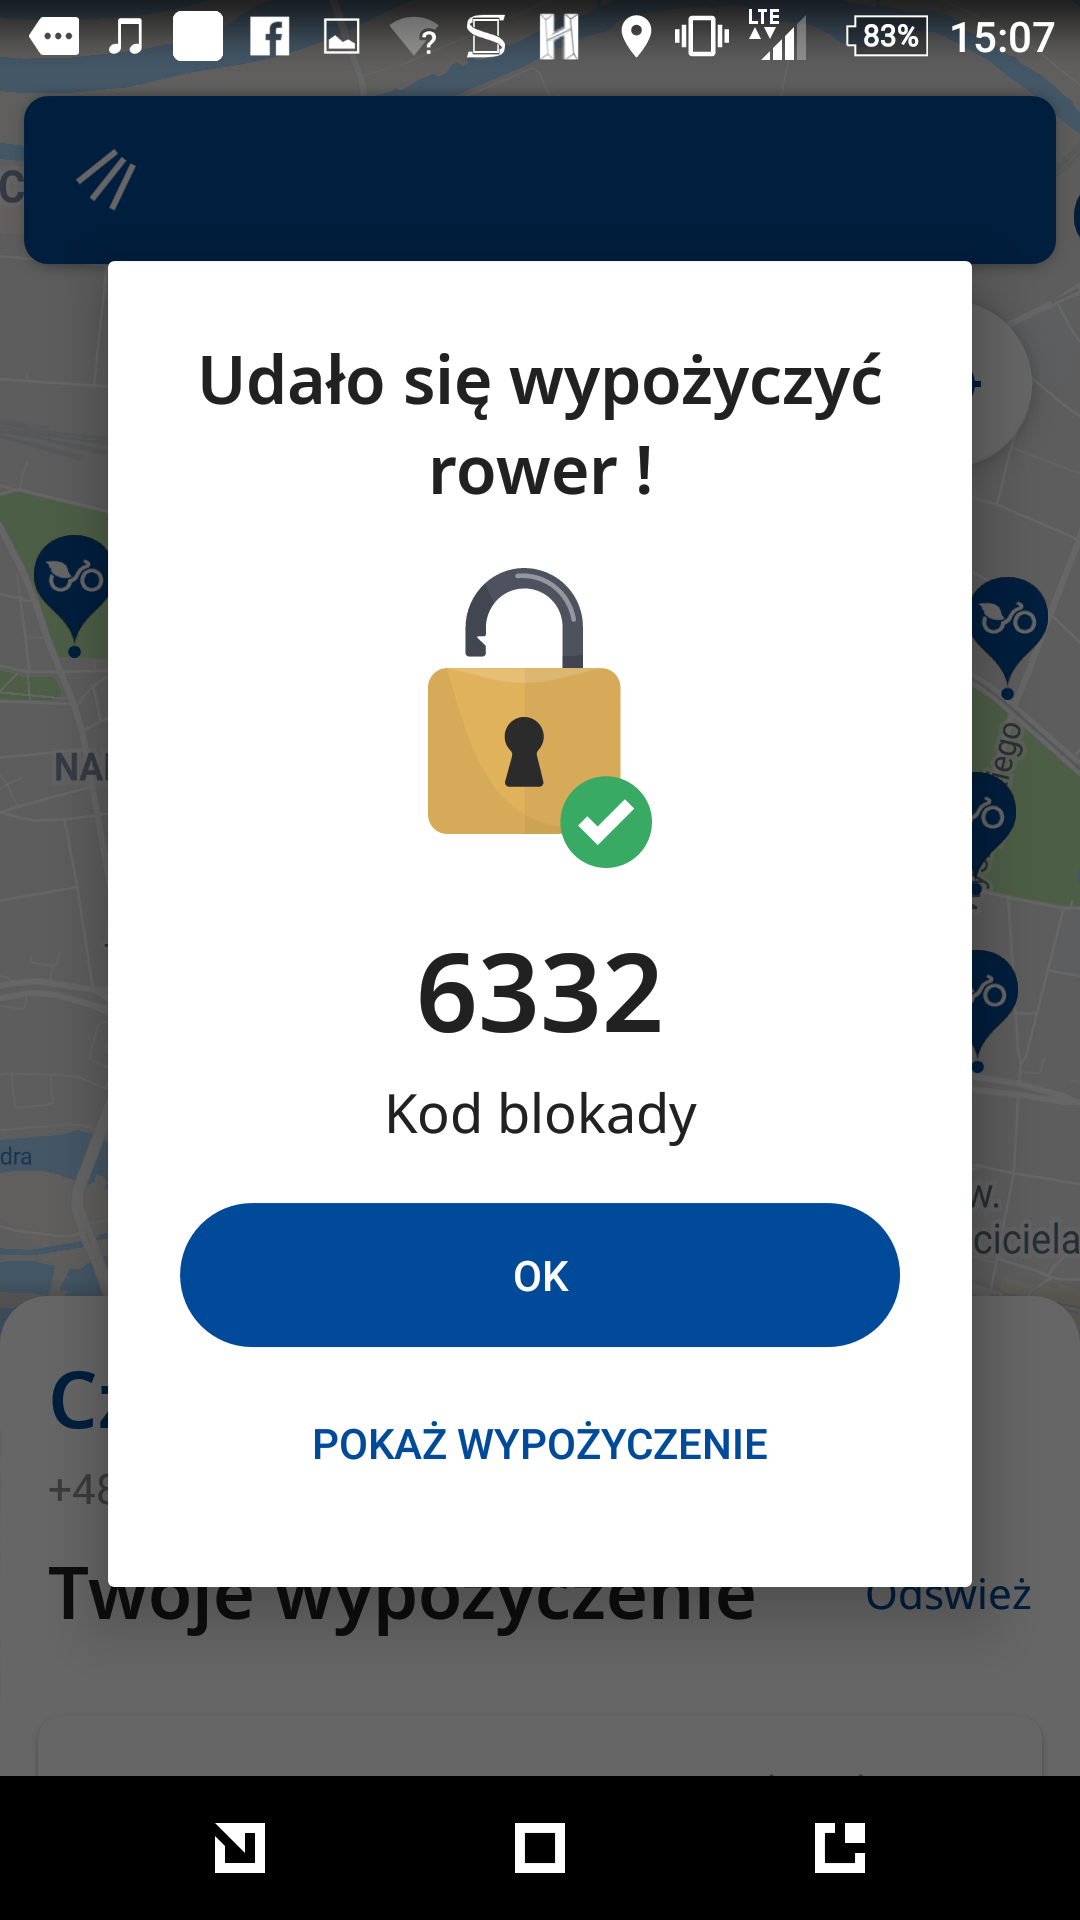 LTE
83%
15:07
C
Udało się wypożyczyć
rower !
NA
iego
6332
Kod blokady
dra
w.
ciciela
OK
Cz
POKAŻ WYPOŻYCZENIE
+48
Twoje wypożyczenie
Odśwież